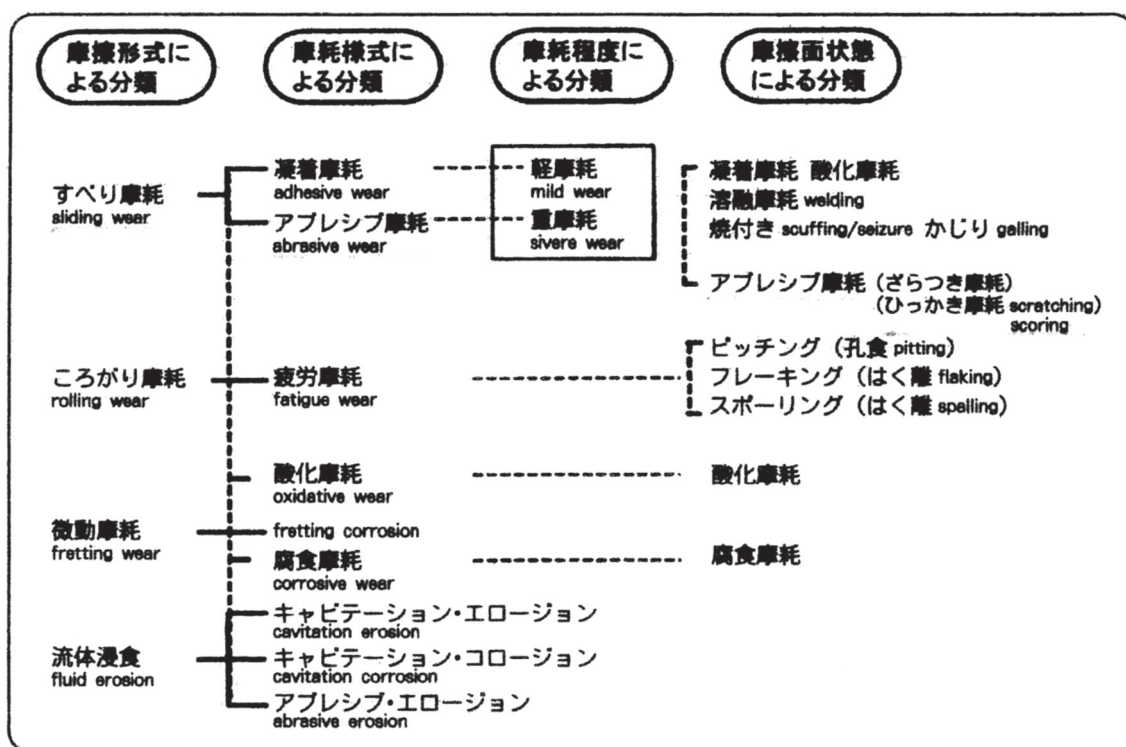 摩擦形式に
よる分類
摩耗様式に
よる分類
摩耗程度に
よる分類
摩擦面状態
による分類
すべり摩耗
sliding wear
凝着摩耗
adhesive wear
アブレシブ摩耗
abrasive wear
軽摩耗
mild wear
重摩耗
sivere wear
凝着摩耗 酸化摩耗
溶融摩耗 welding
焼付き scuffing/seizure かじり galling
アブレシブ摩耗(ざらつき摩耗)
(ひっかき摩耗 scratching)
scoring
ころがり摩耗
rolling wear
疲労摩耗
fatigue wear
ピッチング(孔食 pitting)
フレーキング(はく離 flaking)
スポーリング(はく離 spalling)
酸化摩耗
oxidative wear
酸化摩耗
微動摩耗
fretting wear
fretting corrosion
腐食摩耗
corrosive wear
腐食摩耗
流体浸食
fluid erosion
キャビテーション・エロージョン
cavitation erosion
キャビテーション・コロージョン
cavitation corrosion
アブレシブ・エロージョン
abrasive erosion